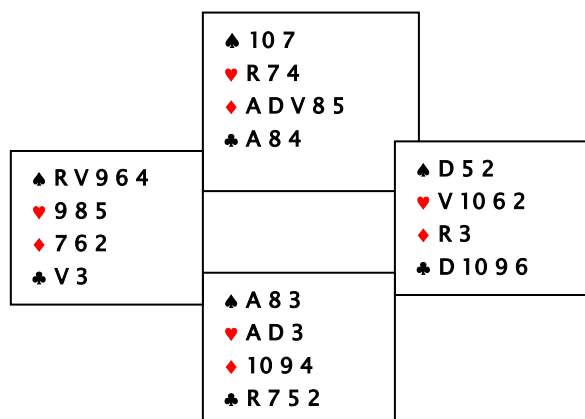 ♠ 10 7
♥ R 7 4
♦ A D V 8 5
♣ A 8 4
♠ R V 9 6 4
♥ 9 8 5
♦ 7 6 2
♣ V 3
♠ D 5 2
♥ V 10 6 2
♦ R 3
♣ D 10 9 6
♠ A 8 3
♥ A D 3
♦ 10 9 4
♣ R 7 5 2